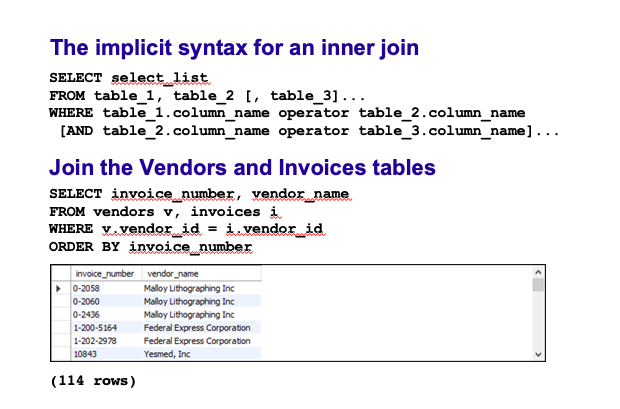 The implicit syntax for an inner join
SELECT select_list
FROM table_1, table_2 [, table_3]...
WHERE table_1.column_name operator table_2.column_name
[AND table_2.column_name operator table_3.column_name]...
Join the Vendors and Invoices tables
SELECT invoice_number, vendor_name
FROM vendors v, invoices i
WHERE v.vendor_id = i.vendor_id
ORDER BY invoice_number
invoice_number vendor_name
0-2058 Malloy Lithographing Inc
0-2060 Malloy Lithographing Inc
0-2436 Malloy Lithographing Inc
1-200-5164 Federal Express Corporation
1-202-2978 Federal Express Corporation
10843 Yesmed, Inc
(114 rows)